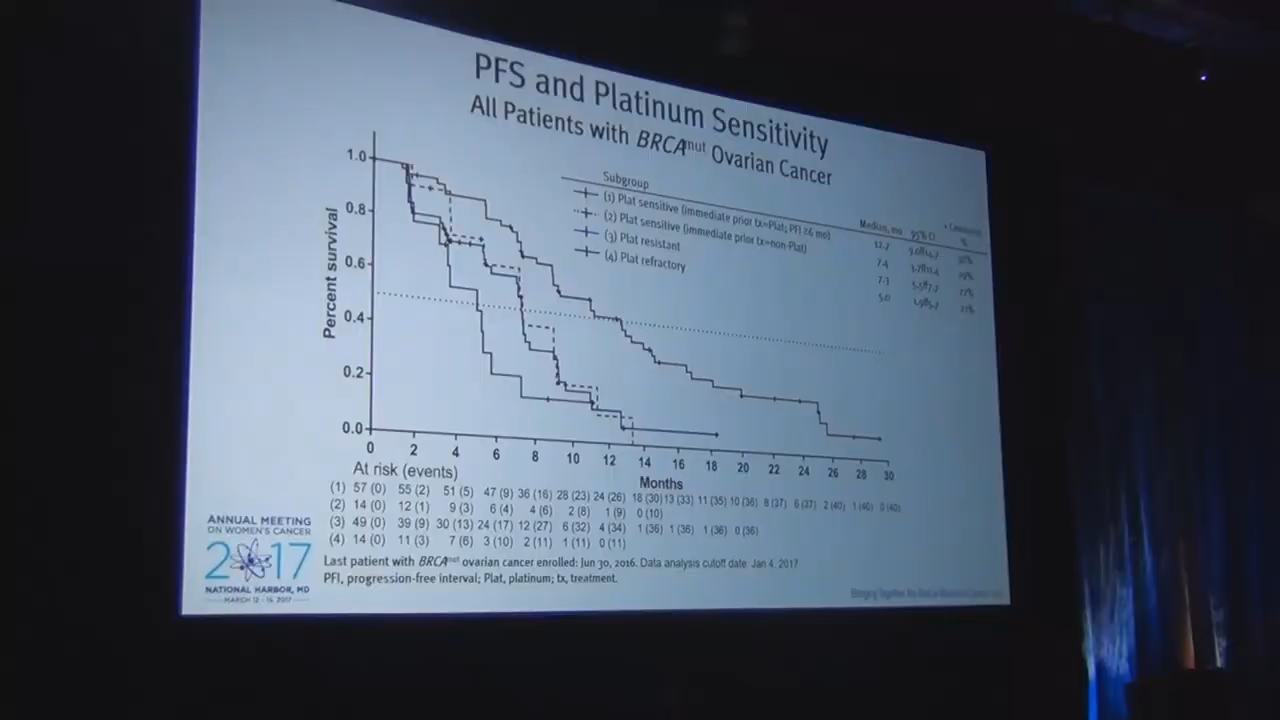 PFS and Platinum Sensitivity
All Patients with BRCAmut Ovarian Cancer
Subgroup
Median, mo 95% CI %
(1) Plat sensitive (immediate prior tx=Plat; PFI ≥6 mo) 12.7
(2) Plat sensitive (immediate prior tx=non-Plat) 7.4
(3) Plat resistant 7.3
(4) Plat refractory 5.0
Percent survival
1.0
0.8
0.6
0.4
0.2
0.0
0 2 4 6 8 10 12 14 16 18 20 22 24 26 28 30
Months
At risk (events)
(1) 57 (0) 55 (2) 51 (5) 47 (9) 36 (16) 28 (23) 24 (26) 18 (30) 13 (33) 11 (35) 10 (36) 8 (37) 6 (37) 2 (40) 1 (40) 0 (40)
(2) 14 (0) 12 (1) 9 (3) 6 (4) 4 (6) 2 (8) 1 (9) 0 (10)
(3) 49 (0) 39 (9) 30 (13) 24 (17) 12 (27) 6 (32) 4 (34) 1 (36) 1 (36) 1 (36) 0 (36)
(4) 14 (0) 11 (3) 7 (6) 3 (10) 2 (11) 1 (11) 0 (11)
Last patient with BRCAmut ovarian cancer enrolled: Jun 30, 2016. Data analysis cutoff date: Jan 4, 2017
PFI, progression-free interval; Plat, platinum; tx, treatment.
ANNUAL MEETING
ON WOMEN'S CANCER
2017
NATIONAL HARBOR, MD
MARCH 12 - 15, 2017